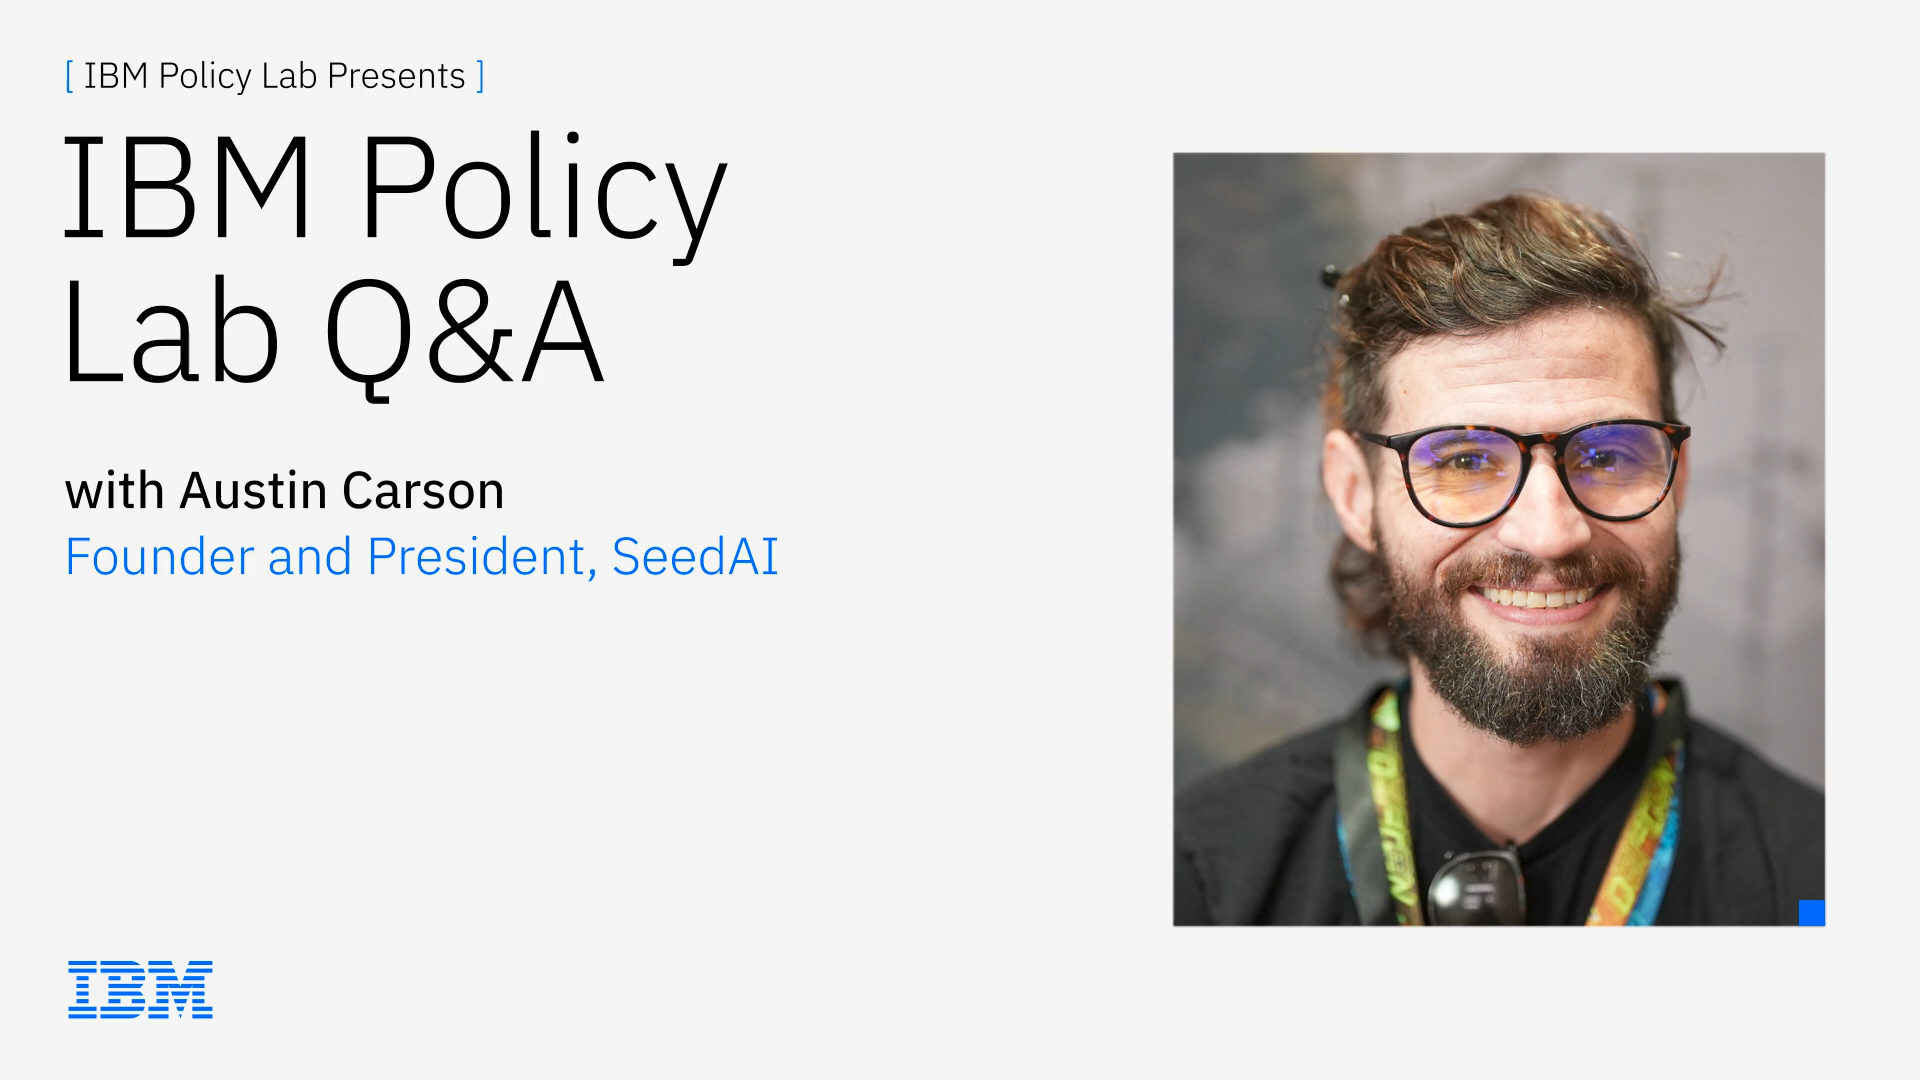 [ IBM Policy Lab Presents ]
IBM Policy
Lab Q&A
with Austin Carson
Founder and President, SeedAI
IBM